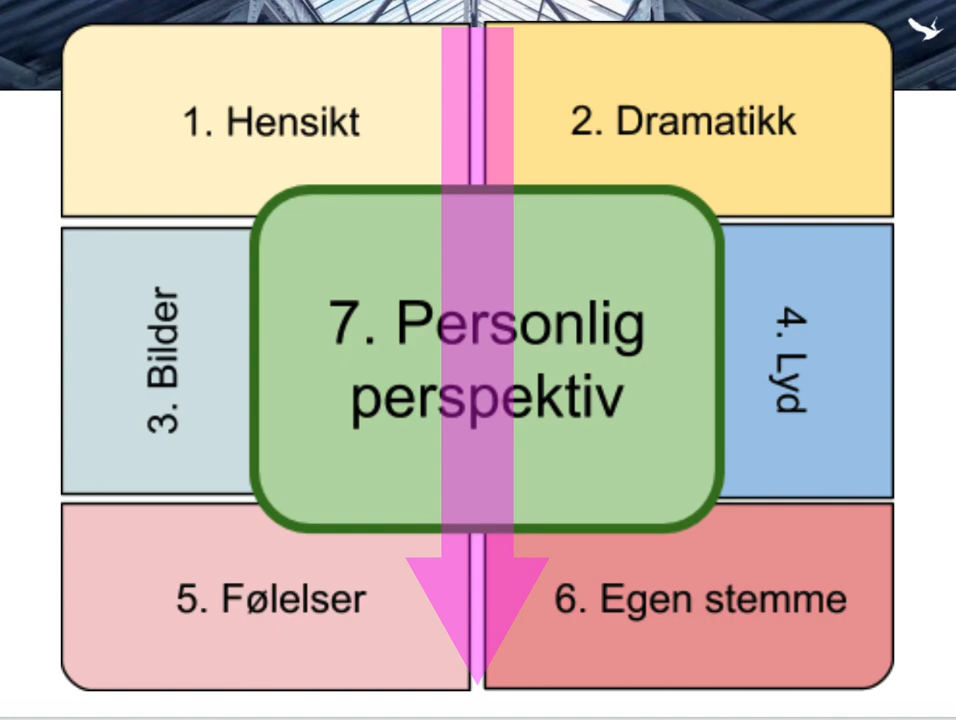 1. Hensikt
2. Dramatikk
3. Bilder
7. Personlig
perspektiv
4. Lyd
5. Følelser
6. Egen stemme